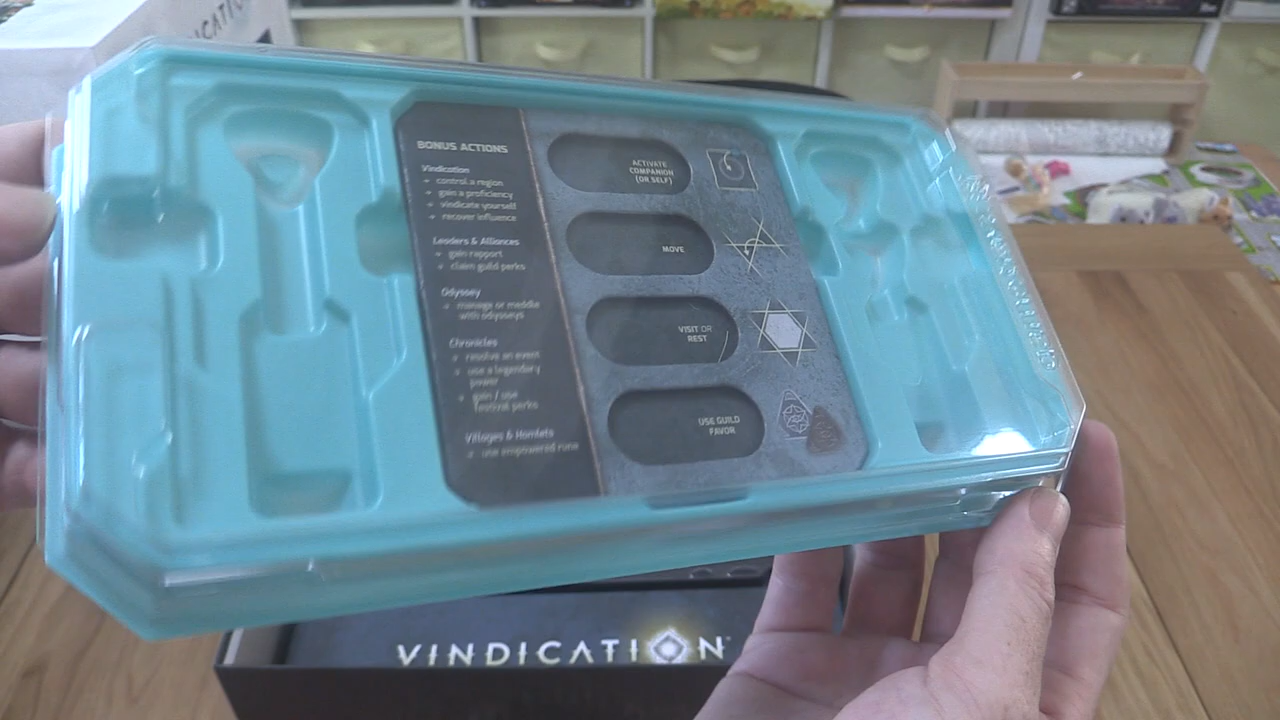 BONUS ACTIONS
Vindication
+ control a region
+ gain a proficiency
+ vindicate yourself
+ recover influence
Leaders & Alliances
+ gain rapport
+ claim guild perks
Odyssey
+ manage or meddle
with odysseys
Chronicles
+ resolve an event
+ use a legendary
power
+ gain / use
festival perks
Villages & Hamlets
+ use empowered runes
ACTIVATE
COMPANION
(OR SELF)
MOVE
VISIT OR
REST
USE GUILD
FAVOR
VINDICATION